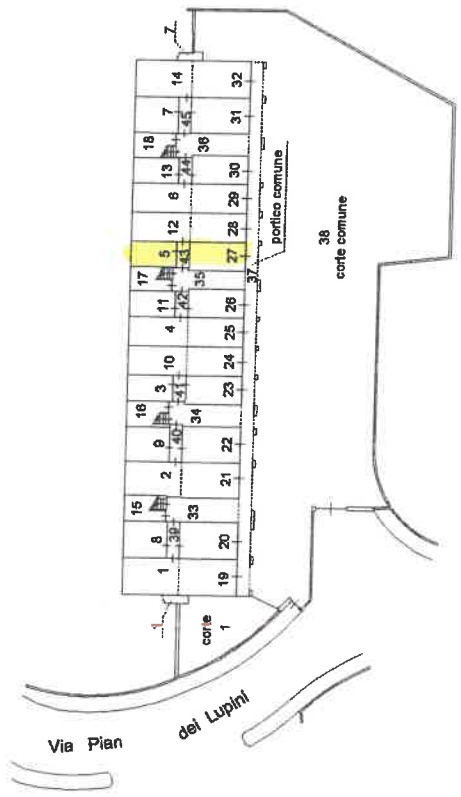 7
1 8 15 2 9 16 3 10 4 11 17 5 12 6 13 18 7 14
39 40 41 42 43 44 45
33 34 35 36
19 20 21 22 23 24 25 26 27 28 29 30 31 32
37
portico comune
38
corte comune
1
corte
1
Via Pian dei Lupini